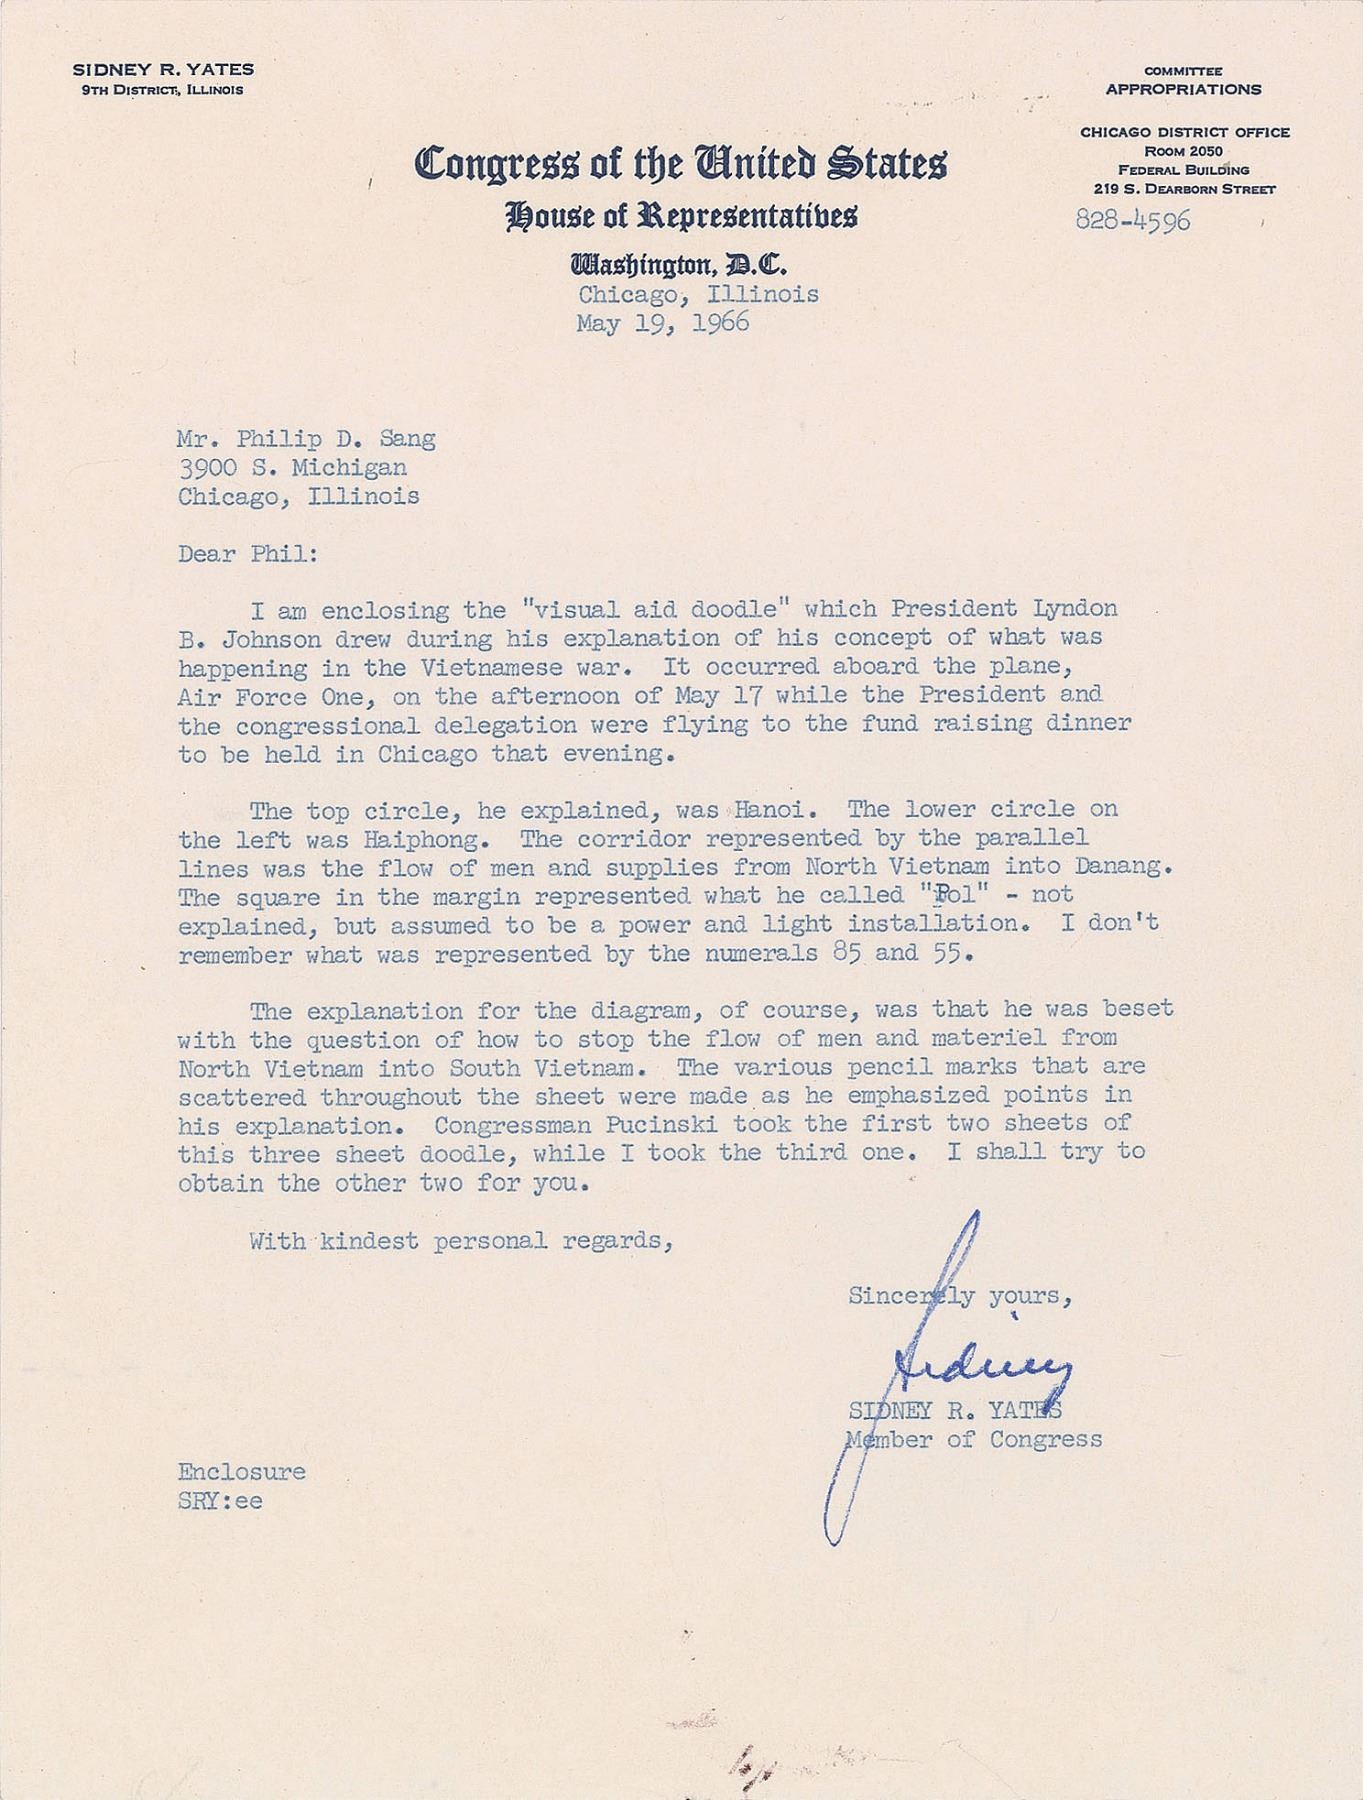 SIDNEY R. YATES
9TH DISTRICT, ILLINOIS
COMMITTEE
APPROPRIATIONS
CHICAGO DISTRICT OFFICE
ROOM 2050
FEDERAL BUILDING
219 S. DEARBORN STREET
828-4596
Congress of the United States
House of Representatives
Washington, D.C.
Chicago, Illinois
May 19, 1966
Mr. Philip D. Sang
3900 S. Michigan
Chicago, Illinois
Dear Phil:
I am enclosing the "visual aid doodle" which President Lyndon
B. Johnson drew during his explanation of his concept of what was
happening in the Vietnamese war. It occurred aboard the plane,
Air Force One, on the afternoon of May 17 while the President and
the congressional delegation were flying to the fund raising dinner
to be held in Chicago that evening.
The top circle, he explained, was Hanoi. The lower circle on
the left was Haiphong. The corridor represented by the parallel
lines was the flow of men and supplies from North Vietnam into Danang.
The square in the margin represented what he called "Pol" - not
explained, but assumed to be a power and light installation. I don't
remember what was represented by the numerals 85 and 55.
The explanation for the diagram, of course, was that he was beset
with the question of how to stop the flow of men and materiel from
North Vietnam into South Vietnam. The various pencil marks that are
scattered throughout the sheet were made as he emphasized points in
his explanation. Congressman Pucinski took the first two sheets of
this three sheet doodle, while I took the third one. I shall try to
obtain the other two for you.
With kindest personal regards,
Sincerely yours,
Sidney
SIDNEY R. YATES
Member of Congress
Enclosure
SRY:ee